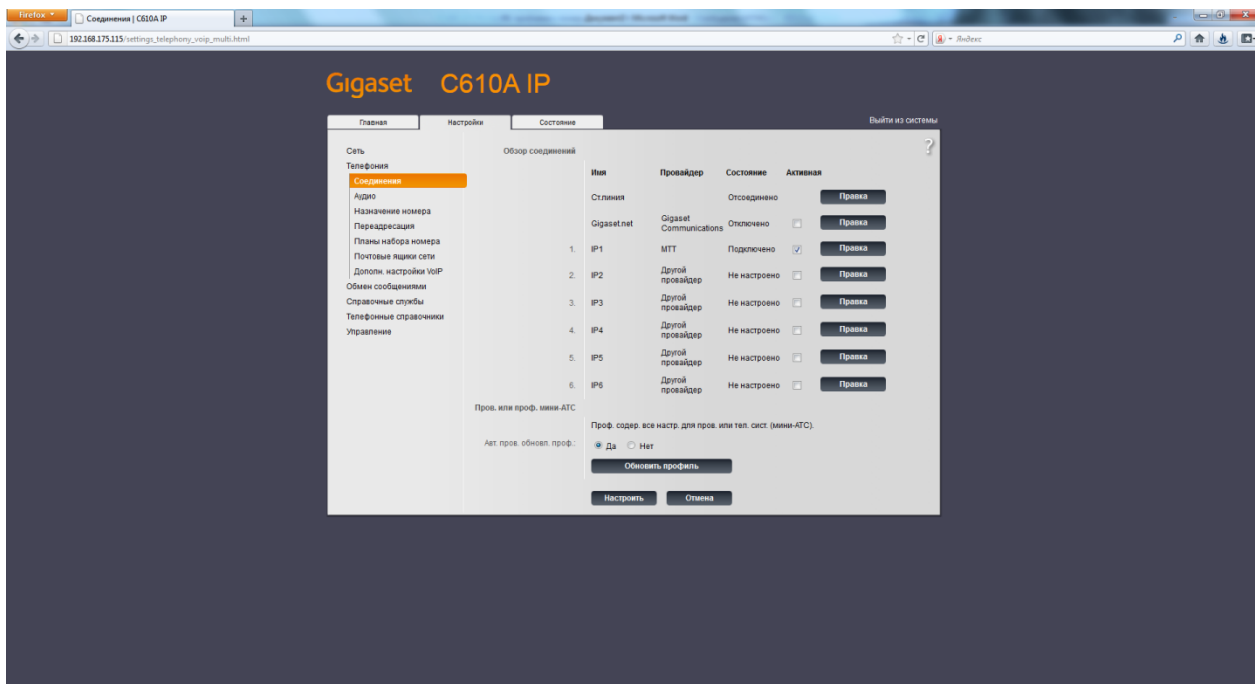 Firefox
Соединения | C610A IP
192.168.175.115/settings_telephony_voip_multi.html
Яндекс
Gigaset C610A IP
Главная Настройки Состояние Выйти из системы
Сеть
Телефония
Соединения
Аудио
Назначение номера
Переадресация
Планы набора номера
Почтовые ящики сети
Дополн. настройки VoIP
Обмен сообщениями
Справочные службы
Телефонные справочники
Управление
Обзор соединений
?
Имя Провайдер Состояние Активная
Ст.линия Отсоединено Правка
Gigaset.net Gigaset Communications Отключено Правка
1. IP1 МТТ Подключено Правка
2. IP2 Другой провайдер Не настроено Правка
3. IP3 Другой провайдер Не настроено Правка
4. IP4 Другой провайдер Не настроено Правка
5. IP5 Другой провайдер Не настроено Правка
6. IP6 Другой провайдер Не настроено Правка
Пров. или проф. мини-АТС
Проф. содер. все настр. для пров. или тел. сист. (мини-АТС).
Авт. пров. обновл. проф.: Да Нет
Обновить профиль
Настроить Отмена